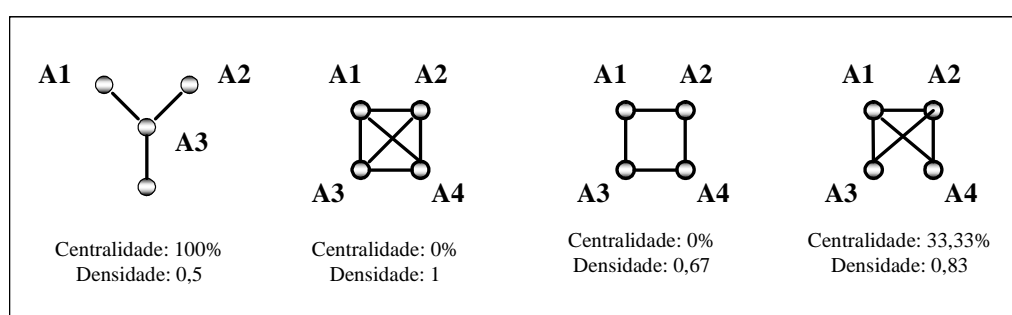 A1 A2
A3
Centralidade: 100%
Densidade: 0,5
A1 A2
A3 A4
Centralidade: 0%
Densidade: 1
A1 A2
A3 A4
Centralidade: 0%
Densidade: 0,67
A1 A2
A3 A4
Centralidade: 33,33%
Densidade: 0,83